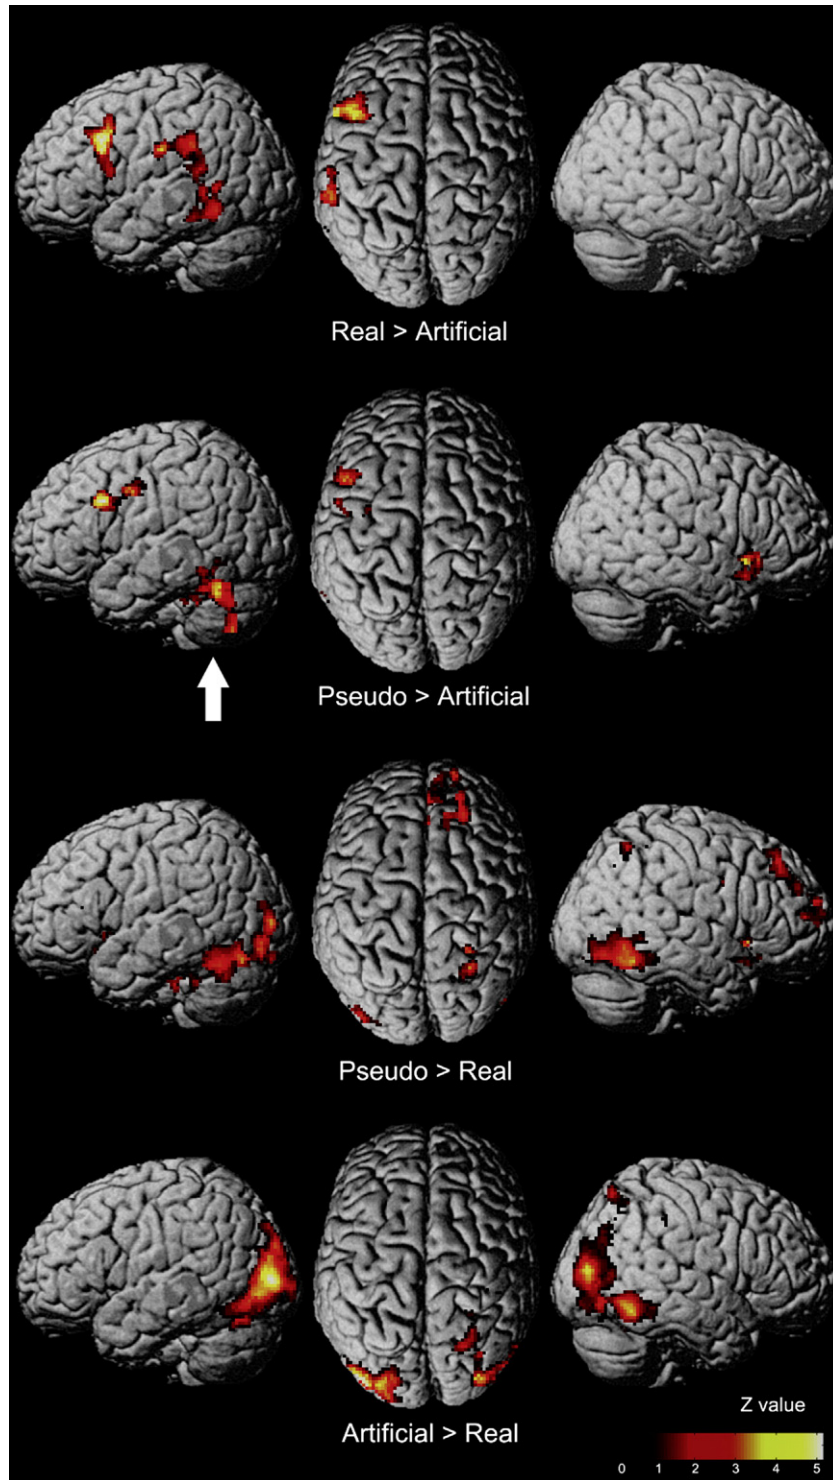 Real > Artificial
Pseudo > Artificial
Pseudo > Real
Artificial > Real
Z value
0 1 2 3 4 5